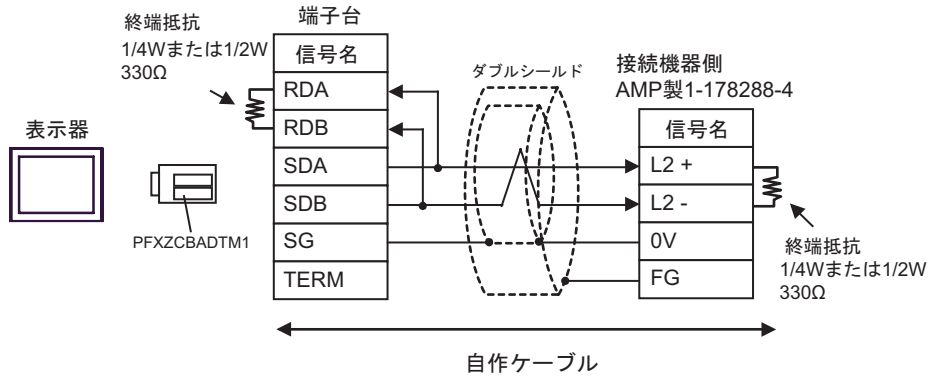 終端抵抗
1/4Wまたは1/2W
330Ω
端子台
信号名
RDA
RDB
SDA
SDB
SG
TERM
表示器
PFXZCBADTM1
ダブルシールド
接続機器側
AMP製1-178288-4
信号名
L2 +
L2 -
0V
FG
終端抵抗
1/4Wまたは1/2W
330Ω
自作ケーブル